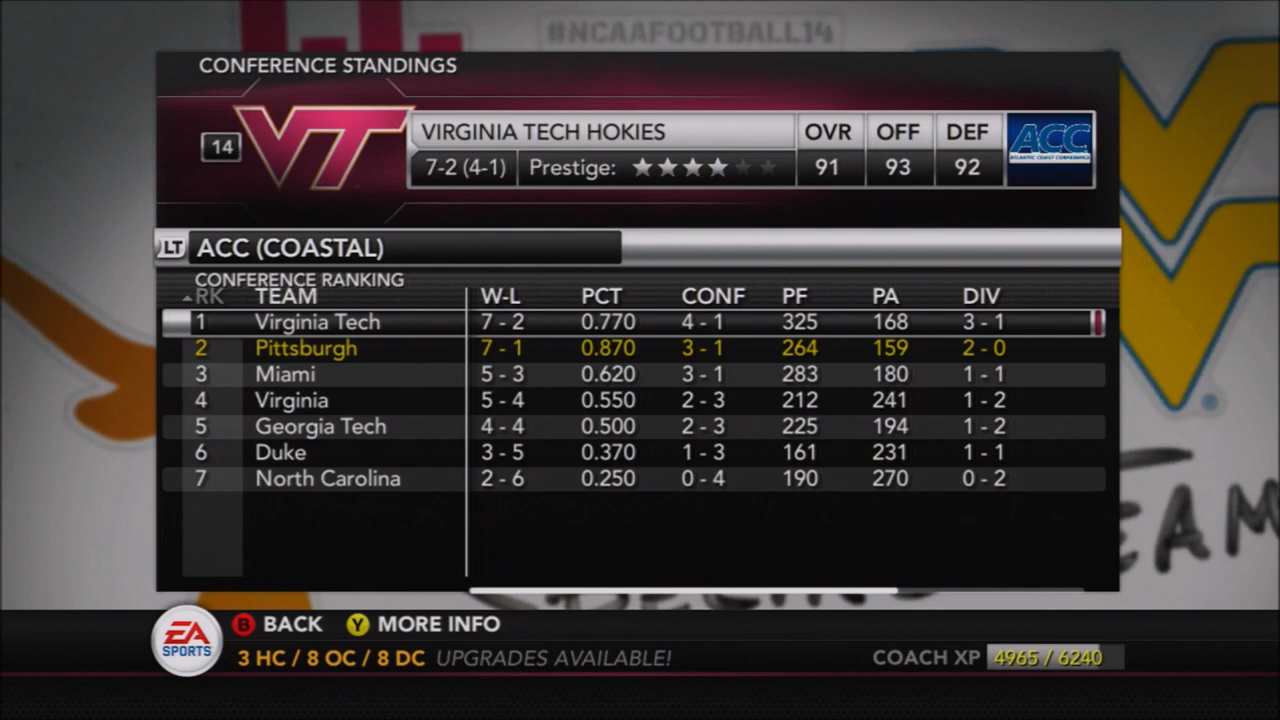 #NCAAFOOTBALL14
CONFERENCE STANDINGS
14 VT VIRGINIA TECH HOKIES OVR OFF DEF ACC
ATLANTIC COAST CONFERENCE
7-2 (4-1) Prestige: 91 93 92
LT ACC (COASTAL)
CONFERENCE RANKING
RK TEAM W-L PCT CONF PF PA DIV
1 Virginia Tech 7 - 2 0.770 4 - 1 325 168 3 - 1
2 Pittsburgh 7 - 1 0.870 3 - 1 264 159 2 - 0
3 Miami 5 - 3 0.620 3 - 1 283 180 1 - 1
4 Virginia 5 - 4 0.550 2 - 3 212 241 1 - 2
5 Georgia Tech 4 - 4 0.500 2 - 3 225 194 1 - 2
6 Duke 3 - 5 0.370 1 - 3 161 231 1 - 1
7 North Carolina 2 - 6 0.250 0 - 4 190 270 0 - 2
EA SPORTS
B BACK Y MORE INFO
3 HC / 8 OC / 8 DC UPGRADES AVAILABLE! COACH XP 4965 / 6240